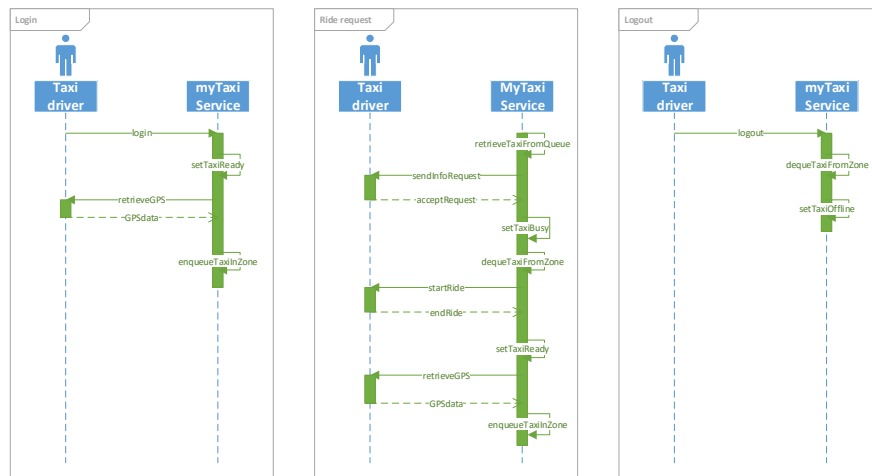 Login
Taxi
driver
myTaxi
Service
login
setTaxiReady
retrieveGPS
GPSdata
enqueueTaxiInZone
Ride request
Taxi
driver
MyTaxi
Service
retrieveTaxiFromQueue
sendInfoRequest
acceptRequest
setTaxiBusy
dequeTaxiFromZone
startRide
endRide
setTaxiReady
retrieveGPS
GPSdata
enqueueTaxiInZone
Logout
Taxi
driver
myTaxi
Service
logout
dequeTaxiFromZone
setTaxiOffline